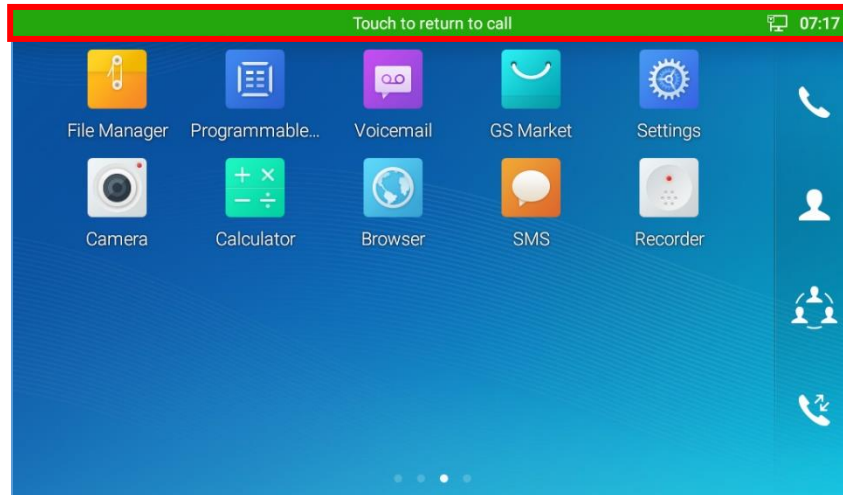 Touch to return to call 07:17
File Manager Programmable... Voicemail GS Market Settings
Camera Calculator Browser SMS Recorder